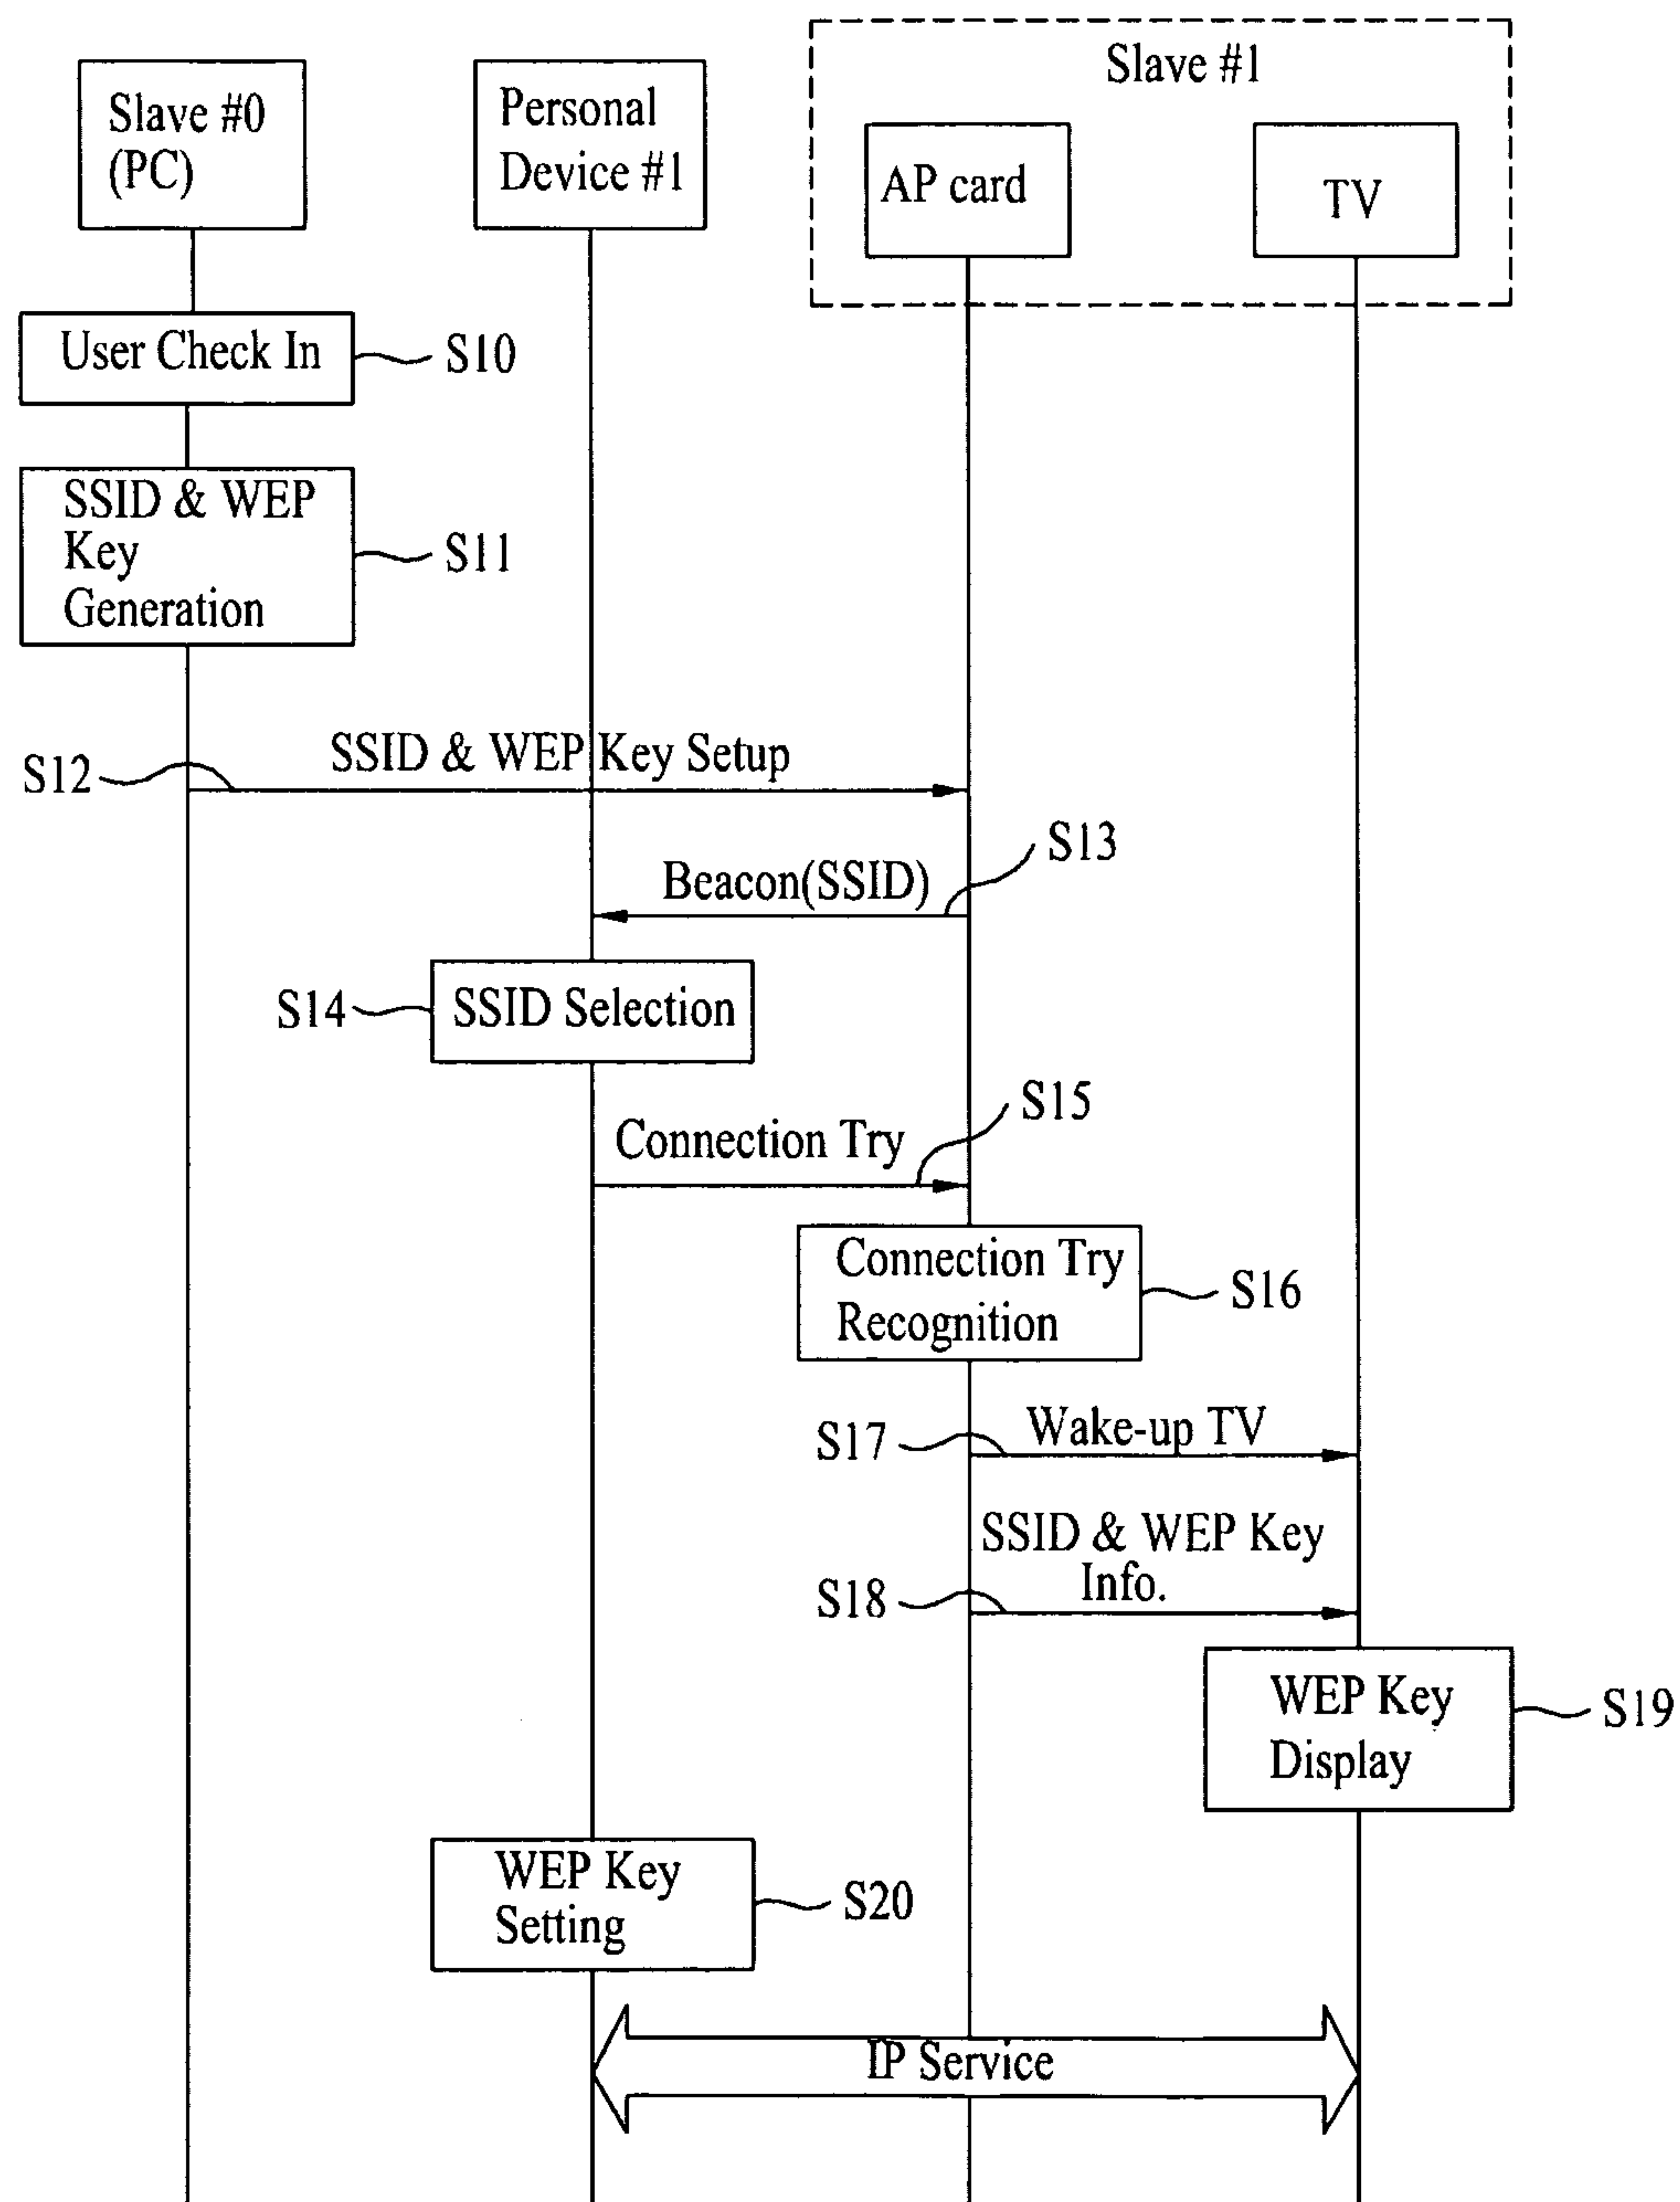 Slave #1
Slave #0
(PC)
Personal
Device #1
AP card
TV
User Check In
S10
SSID & WEP
Key
Generation
S11
SSID & WEP Key Setup
S12
S13
Beacon(SSID)
S14
SSID Selection
S15
Connection Try
Connection Try
Recognition
S16
S17
Wake-up TV
SSID & WEP Key
Info.
S18
WEP Key
Display
S19
WEP Key
Setting
S20
IP Service